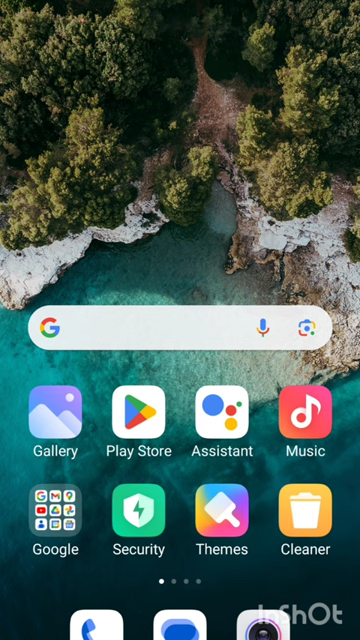 Gallery
Play Store
Assistant
Music
Google
Security
Themes
Cleaner
InShOt